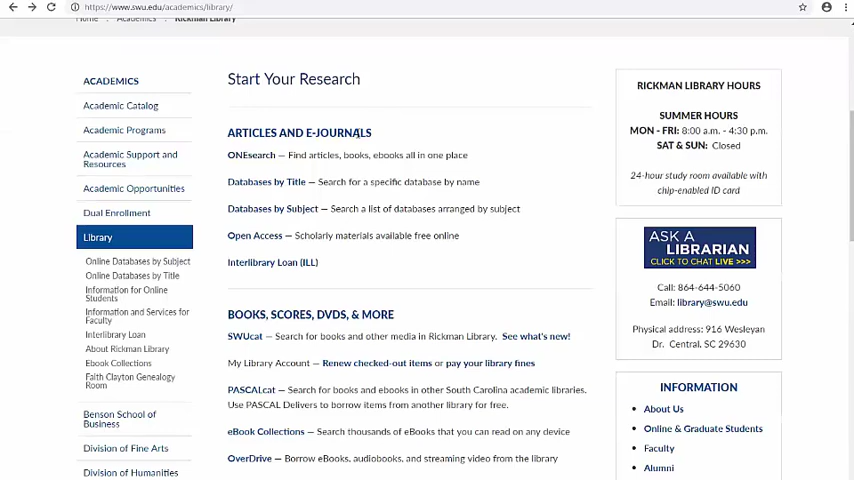 https://www.swu.edu/academics/library/
Home Academics Rickman Library
ACADEMICS
Academic Catalog
Academic Programs
Academic Support and
Resources
Academic Opportunities
Dual Enrollment
Library
Online Databases by Subject
Online Databases by Title
Information for Online
Students
Information and Services for
Faculty
Interlibrary Loan
About Rickman Library
Ebook Collections
Faith Clayton Genealogy
Room
Benson School of
Business
Division of Fine Arts
Division of Humanities
Start Your Research
ARTICLES AND E-JOURNALS
ONEsearch — Find articles, books, ebooks all in one place
Databases by Title — Search for a specific database by name
Databases by Subject — Search a list of databases arranged by subject
Open Access — Scholarly materials available free online
Interlibrary Loan (ILL)
BOOKS, SCORES, DVDS, & MORE
SWUcat — Search for books and other media in Rickman Library. See what's new!
My Library Account — Renew checked-out items or pay your library fines
PASCALcat — Search for books and ebooks in other South Carolina academic libraries.
Use PASCAL Delivers to borrow items from another library for free.
eBook Collections — Search thousands of eBooks that you can read on any device
OverDrive — Borrow eBooks, audiobooks, and streaming video from the library
RICKMAN LIBRARY HOURS
SUMMER HOURS
MON - FRI: 8:00 a.m. - 4:30 p.m.
SAT & SUN: Closed
24-hour study room available with
chip-enabled ID card
ASK A
LIBRARIAN
CLICK TO CHAT LIVE >>>
Call: 864-644-5060
Email: library@swu.edu
Physical address: 916 Wesleyan
Dr. Central, SC 29630
INFORMATION
About Us
Online & Graduate Students
Faculty
Alumni